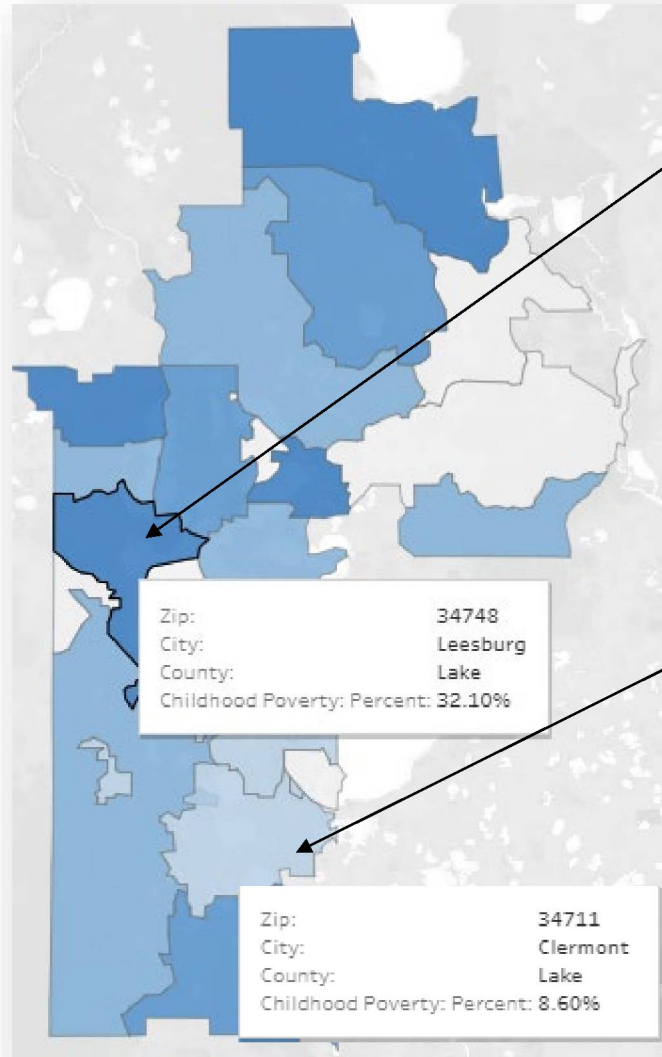 Zip: 34748
City: Leesburg
County: Lake
Childhood Poverty: Percent: 32.10%
Zip: 34711
City: Clermont
County: Lake
Childhood Poverty: Percent: 8.60%